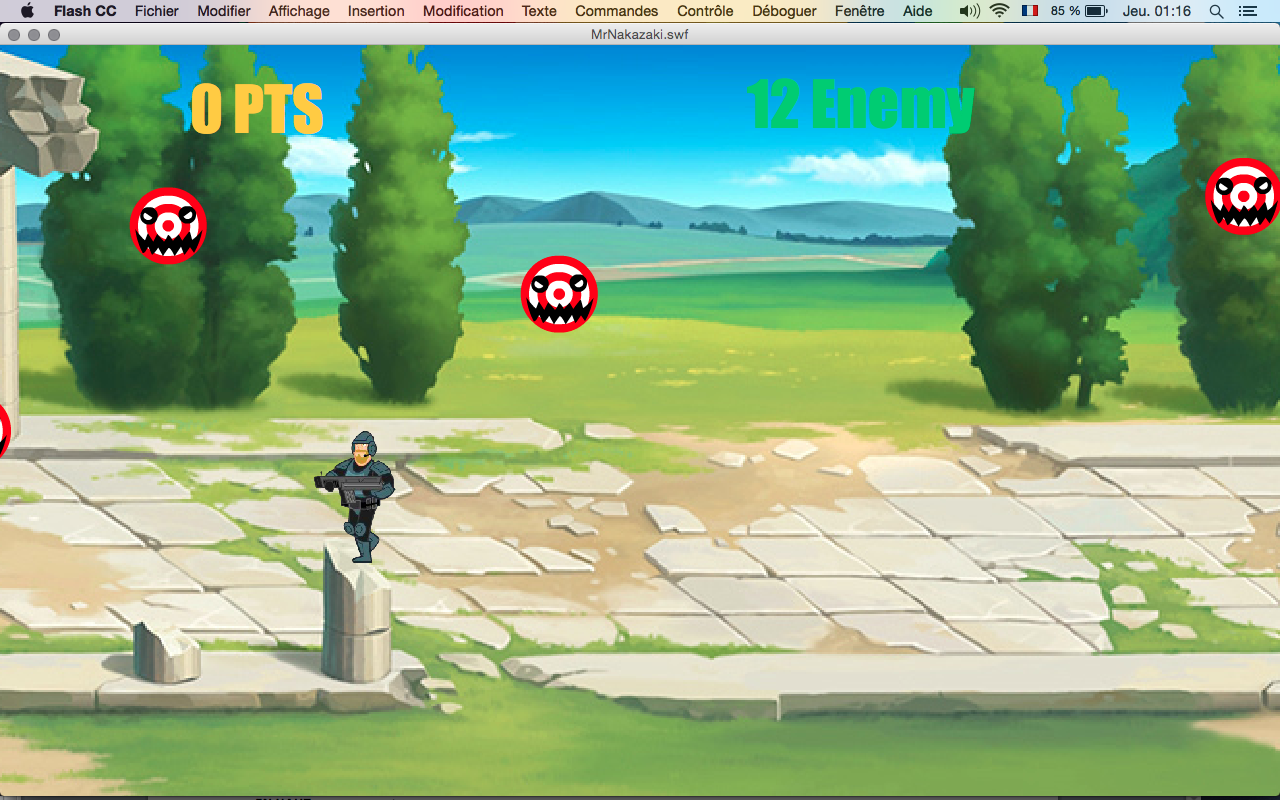 Flash CC Fichier Modifier Affichage Insertion Modification Texte Commandes Contrôle Déboguer Fenêtre Aide 85 % Jeu. 01:16
MrNakazaki.swf
0 PTS 12 Enemy